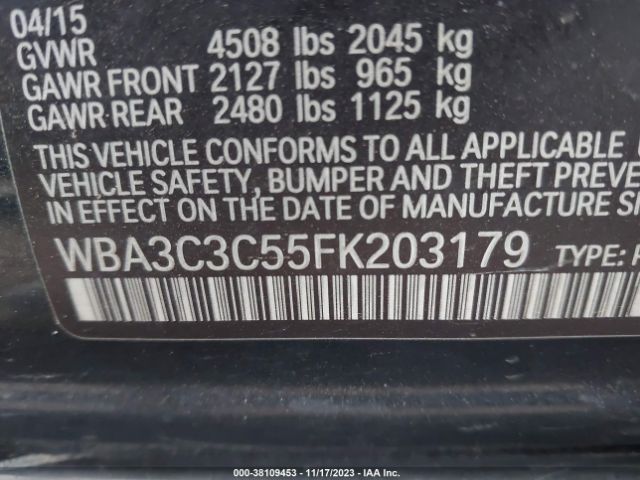 04/15
GVWR 4508 lbs 2045 kg
GAWR FRONT 2127 lbs 965 kg
GAWR REAR 2480 lbs 1125 kg
THIS VEHICLE CONFORMS TO ALL APPLICABLE
VEHICLE SAFETY, BUMPER AND THEFT PREVE
IN EFFECT ON THE DATE OF MANUFACTURE S
WBA3C3C55FK203179 TYPE: P
000-38109453 - 11/17/2023 - IAA Inc.